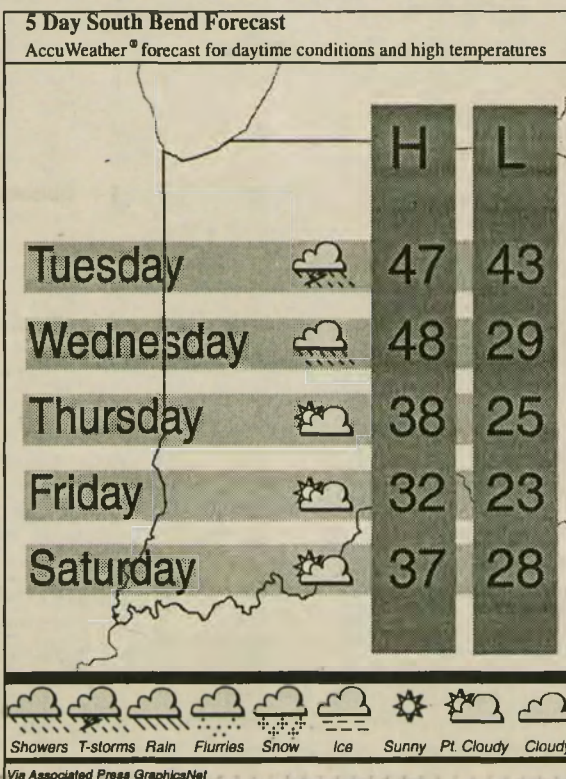 5 Day South Bend Forecast
AccuWeather® forecast for daytime conditions and high temperatures
H L
Tuesday 47 43
Wednesday 48 29
Thursday 38 25
Friday 32 23
Saturday 37 28
Showers T-storms Rain Flurries Snow Ice Sunny Pt. Cloudy Cloudy
Via Associated Press GraphicsNet